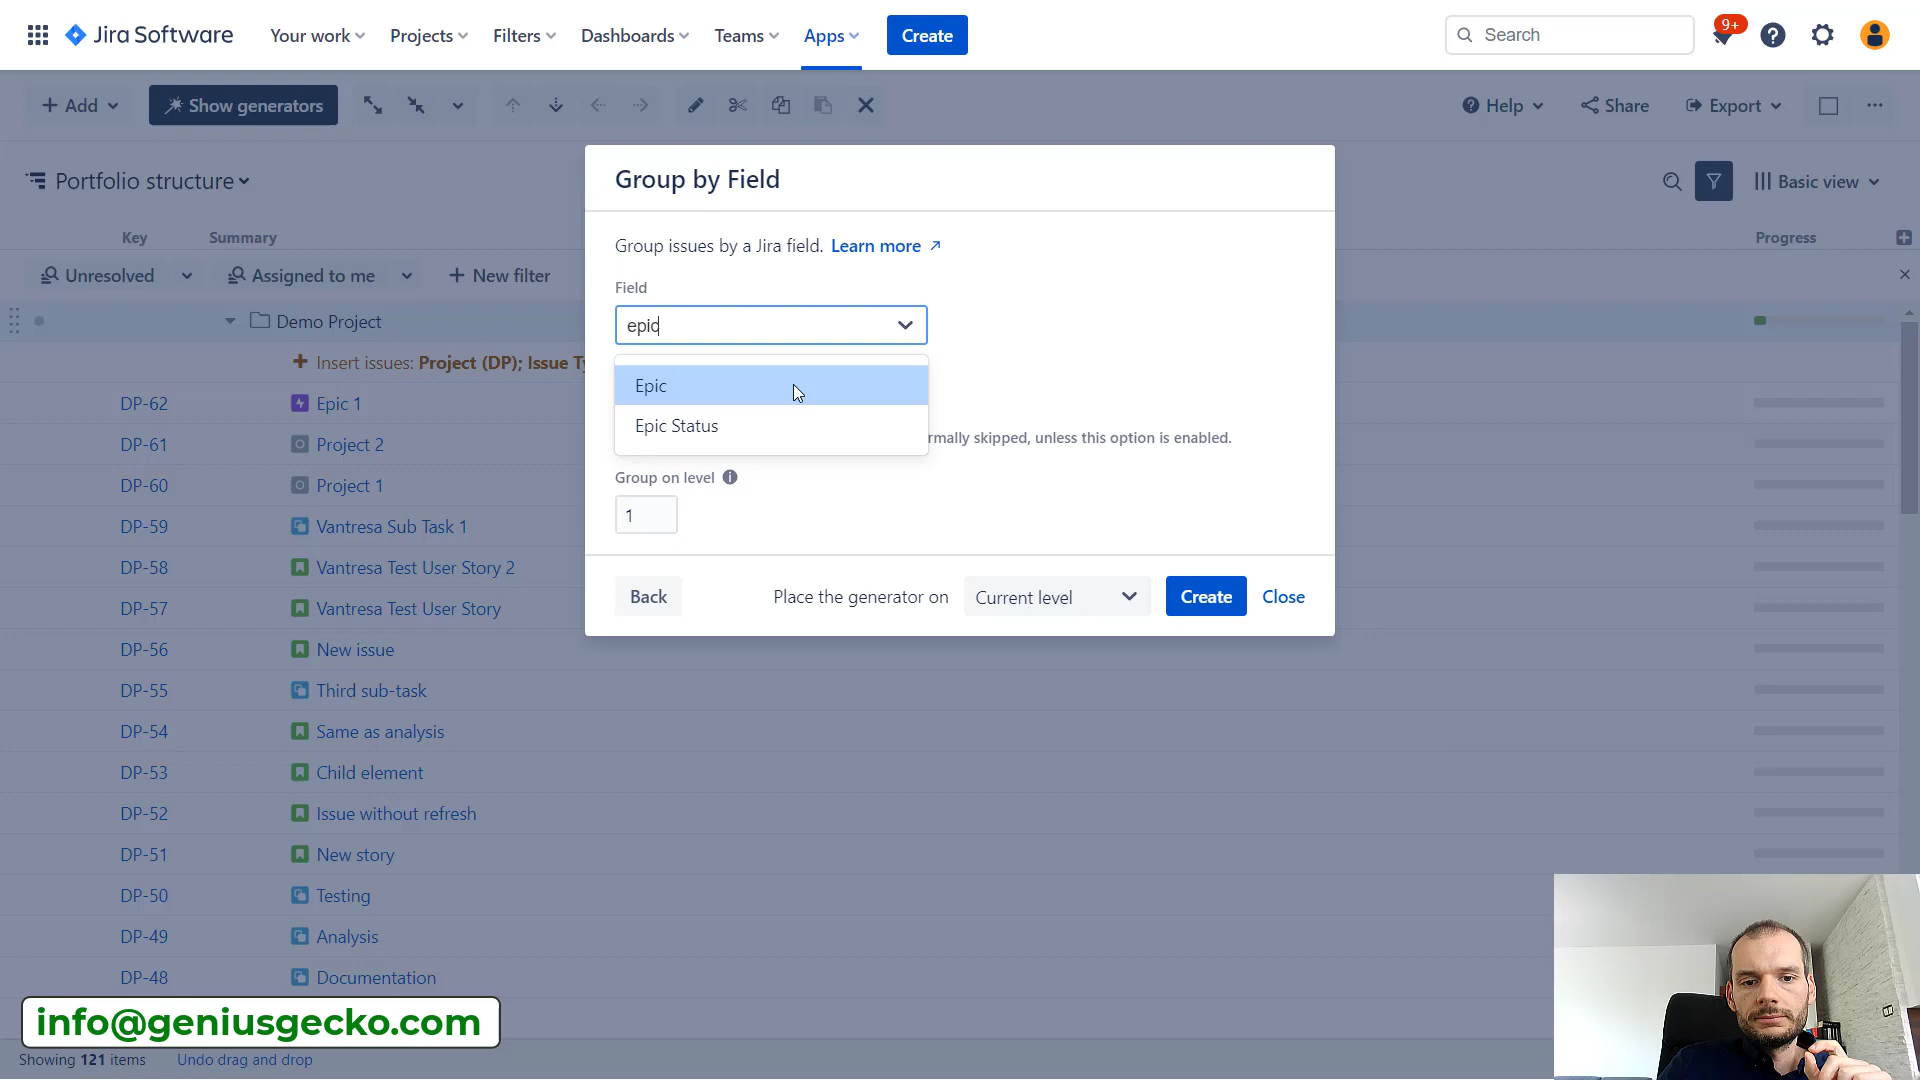 Jira Software
Your work
Projects
Filters
Dashboards
Teams
Apps
Create
Search
9+
Add
Show generators
Help
Share
Export
Portfolio structure
Basic view
Key
Summary
Progress
Unresolved
Assigned to me
New filter
Demo Project
Insert issues: Project (DP); Issue Ty
DP-62 Epic 1
DP-61 Project 2
DP-60 Project 1
DP-59 Vantresa Sub Task 1
DP-58 Vantresa Test User Story 2
DP-57 Vantresa Test User Story
DP-56 New issue
DP-55 Third sub-task
DP-54 Same as analysis
DP-53 Child element
DP-52 Issue without refresh
DP-51 New story
DP-50 Testing
DP-49 Analysis
DP-48 Documentation
Group by Field
Group issues by a Jira field. Learn more
Field
epic
Epic
Epic Status
rmally skipped, unless this option is enabled.
Group on level
1
Back
Place the generator on
Current level
Create
Close
info@geniusgecko.com
Showing 121 items
Undo drag and drop